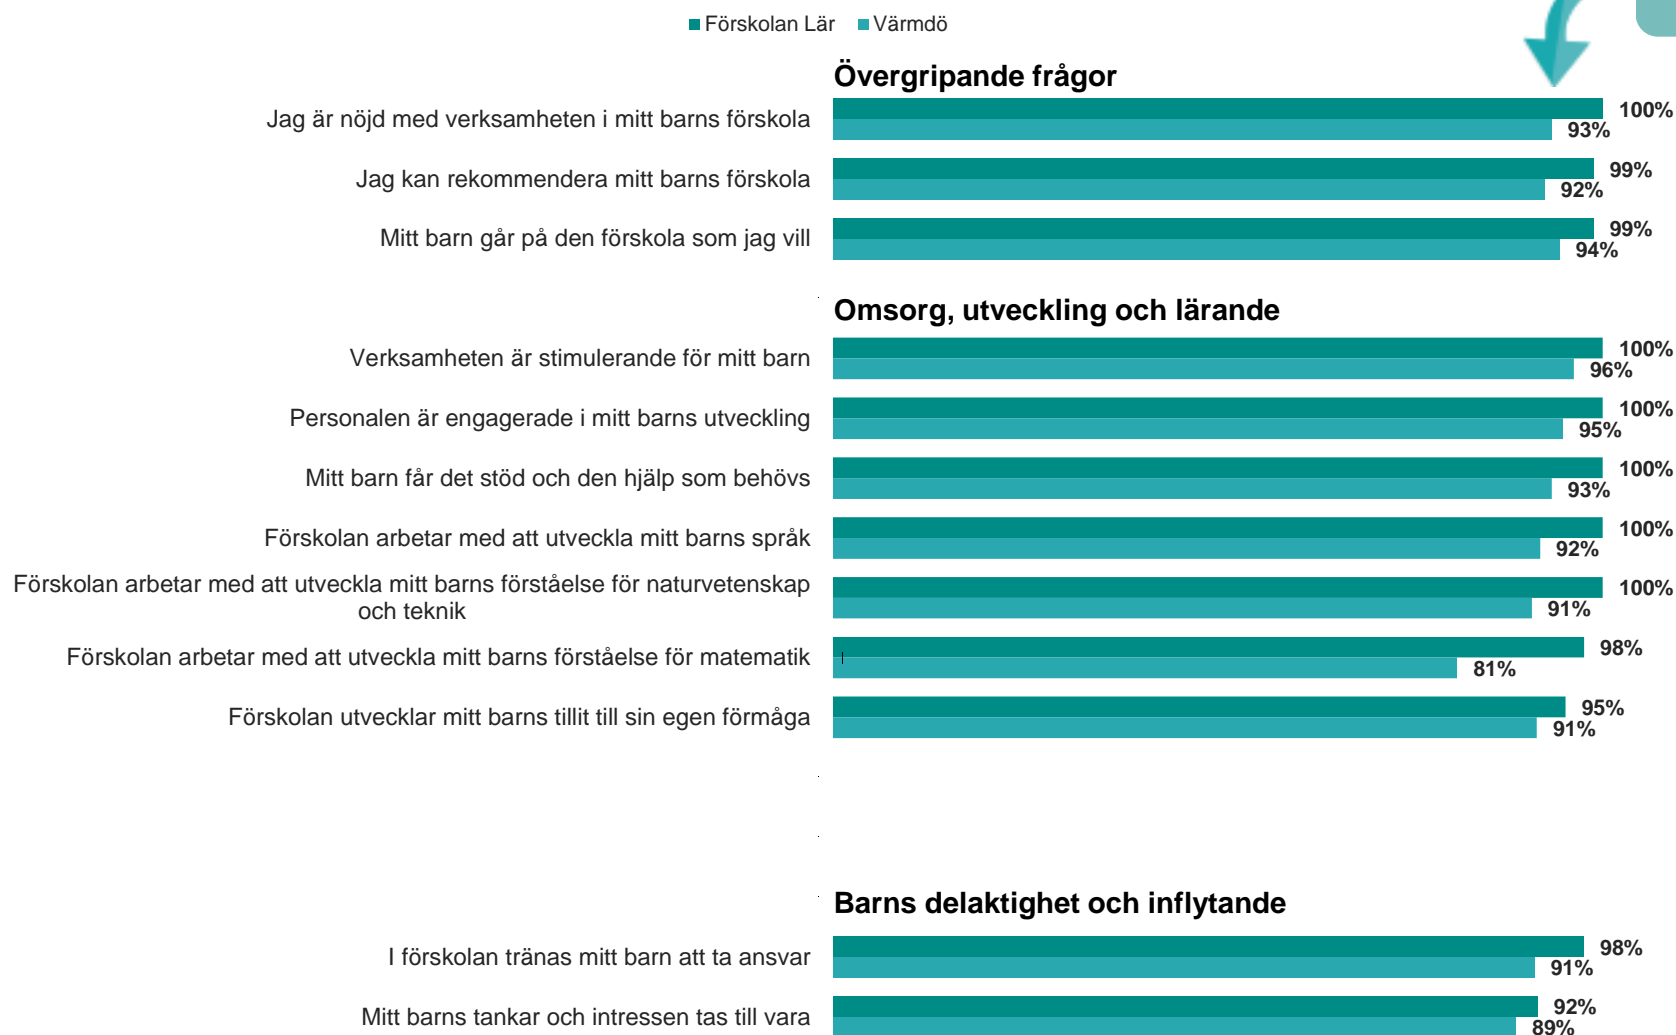 Förskolan Lär Värmdö
Övergripande frågor
Jag är nöjd med verksamheten i mitt barns förskola
100%
93%
Jag kan rekommendera mitt barns förskola
99%
92%
Mitt barn går på den förskola som jag vill
99%
94%
Omsorg, utveckling och lärande
Verksamheten är stimulerande för mitt barn
100%
96%
Personalen är engagerade i mitt barns utveckling
100%
95%
Mitt barn får det stöd och den hjälp som behövs
100%
93%
Förskolan arbetar med att utveckla mitt barns språk
100%
92%
Förskolan arbetar med att utveckla mitt barns förståelse för naturvetenskap
och teknik
100%
91%
Förskolan arbetar med att utveckla mitt barns förståelse för matematik
98%
81%
Förskolan utvecklar mitt barns tillit till sin egen förmåga
95%
91%
Barns delaktighet och inflytande
I förskolan tränas mitt barn att ta ansvar
98%
91%
Mitt barns tankar och intressen tas till vara
92%
89%